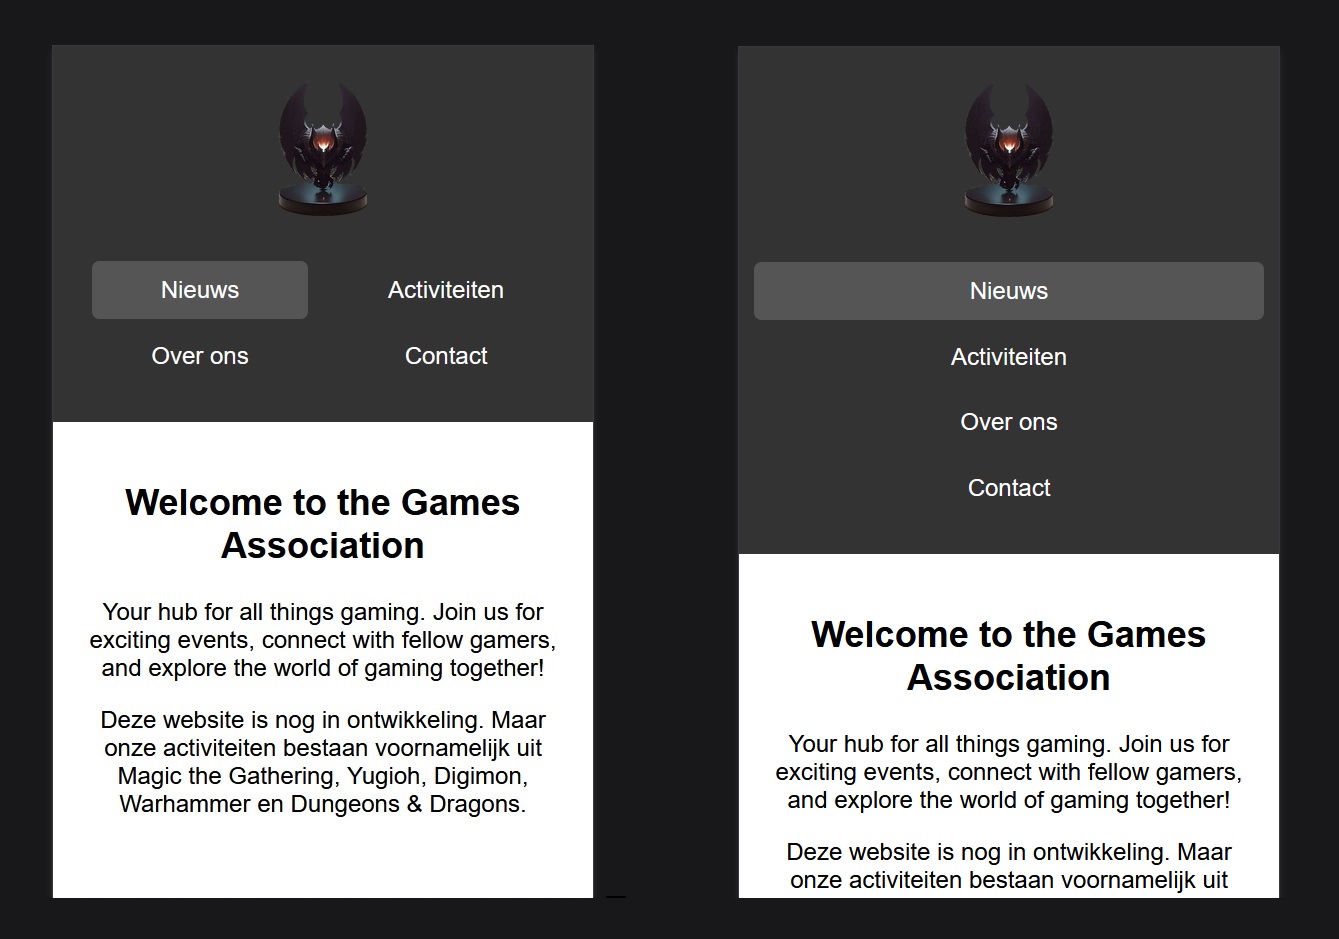 Nieuws Activiteiten
Over ons Contact
Welcome to the Games
Association
Your hub for all things gaming. Join us for
exciting events, connect with fellow gamers,
and explore the world of gaming together!
Deze website is nog in ontwikkeling. Maar
onze activiteiten bestaan voornamelijk uit
Magic the Gathering, Yugioh, Digimon,
Warhammer en Dungeons & Dragons.
Nieuws
Activiteiten
Over ons
Contact
Welcome to the Games
Association
Your hub for all things gaming. Join us for
exciting events, connect with fellow gamers,
and explore the world of gaming together!
Deze website is nog in ontwikkeling. Maar
onze activiteiten bestaan voornamelijk uit